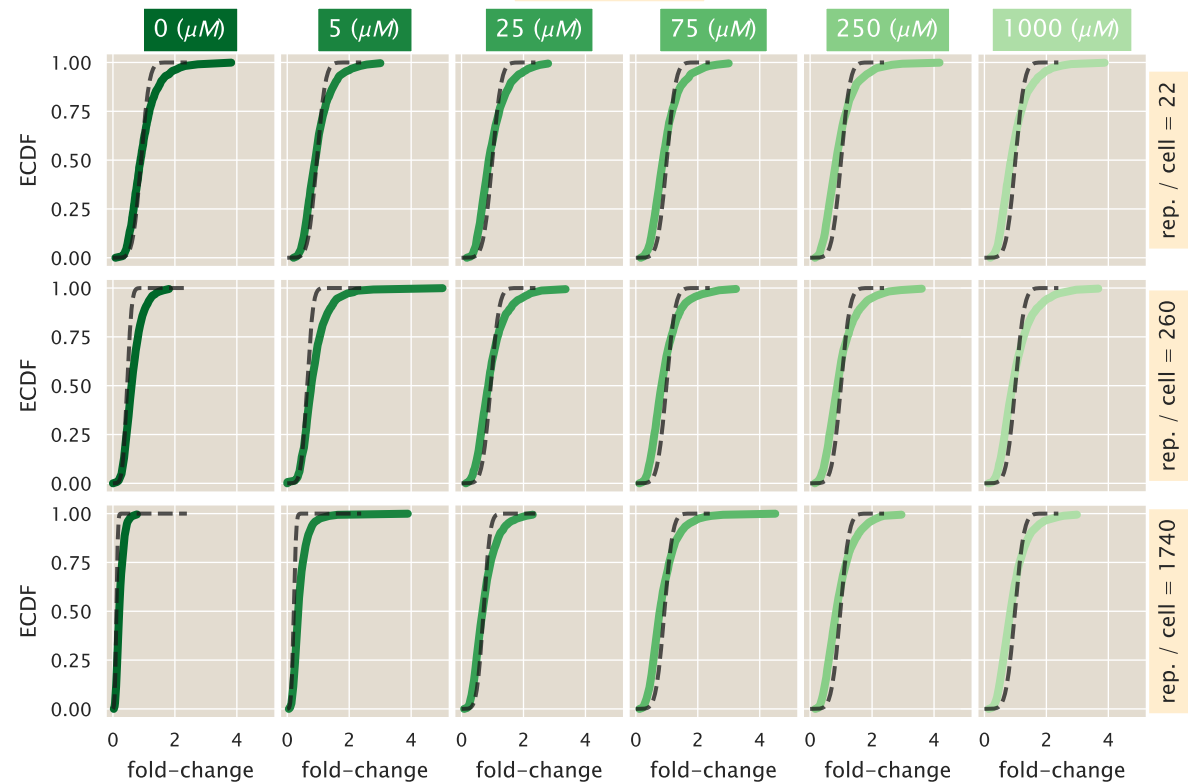 0 (μM) 5 (μM) 25 (μM) 75 (μM) 250 (μM) 1000 (μM)
1.00
0.75
0.50
0.25
0.00
ECDF
rep. / cell = 22
1.00
0.75
0.50
0.25
0.00
ECDF
rep. / cell = 260
1.00
0.75
0.50
0.25
0.00
ECDF
rep. / cell = 1740
0 2 4 0 2 4 0 2 4 0 2 4 0 2 4 0 2 4
fold-change fold-change fold-change fold-change fold-change fold-change